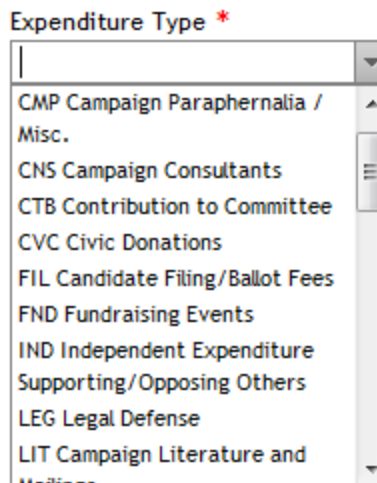 Expenditure Type *
CMP Campaign Paraphernalia /
Misc.
CNS Campaign Consultants
CTB Contribution to Committee
CVC Civic Donations
FIL Candidate Filing/Ballot Fees
FND Fundraising Events
IND Independent Expenditure
Supporting/Opposing Others
LEG Legal Defense
LIT Campaign Literature and
Mailings